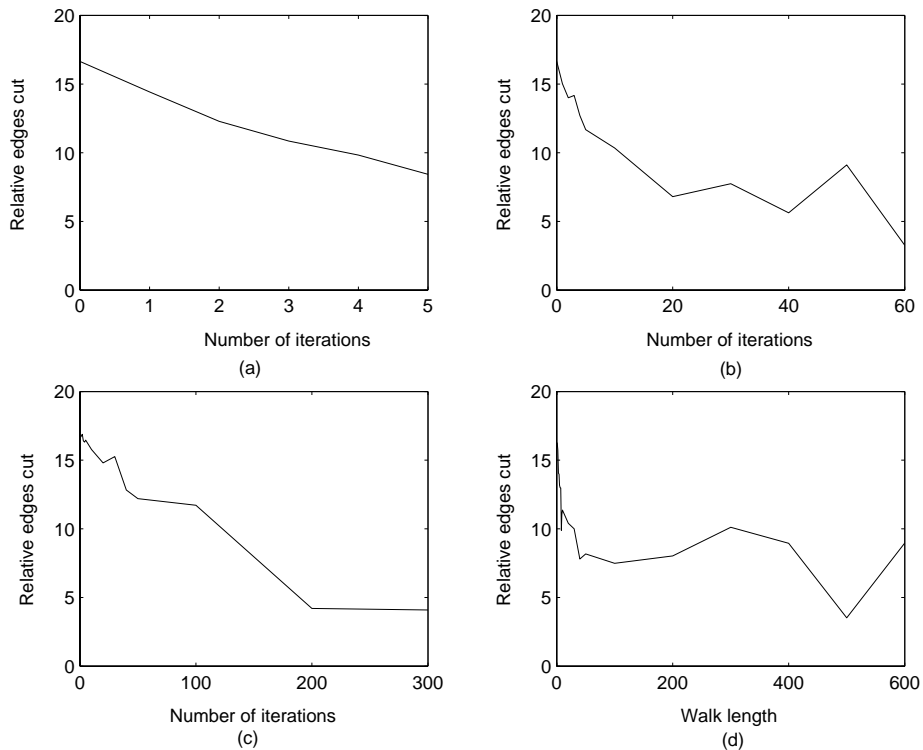 20
15
10
5
0
Relative edges cut
0 1 2 3 4 5
Number of iterations
(a)
20
15
10
5
0
Relative edges cut
0 20 40 60
Number of iterations
(b)
20
15
10
5
0
Relative edges cut
0 100 200 300
Number of iterations
(c)
20
15
10
5
0
Relative edges cut
0 200 400 600
Walk length
(d)